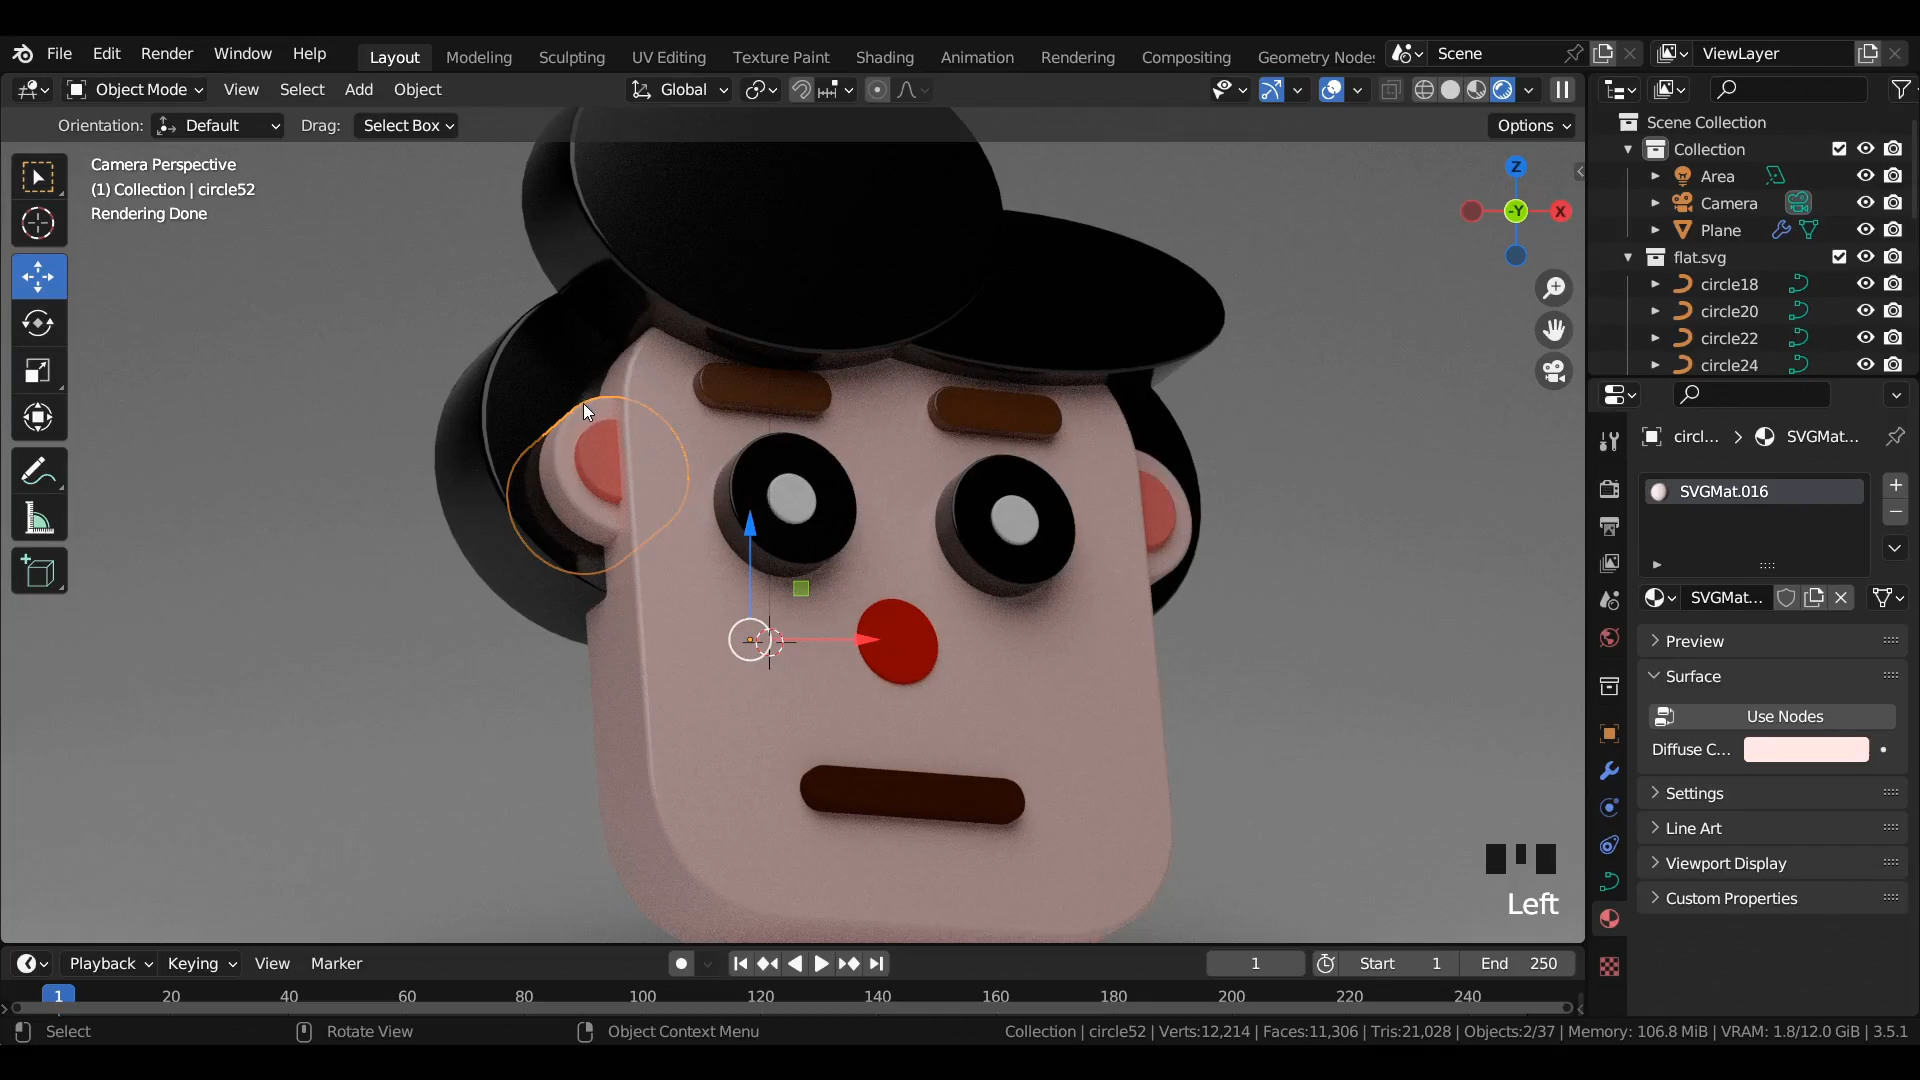 File Edit Render Window Help Layout Modeling Sculpting UV Editing Texture Paint Shading Animation Rendering Compositing Geometry Nodes Scene ViewLayer
Object Mode View Select Add Object Global
Orientation: Default Drag: Select Box Options
Camera Perspective
(1) Collection | circle52
Rendering Done
Z
-Y
X
Scene Collection
Collection
Area
Camera
Plane
flat.svg
circle18
circle20
circle22
circle24
circl... SVGMat...
SVGMat.016
SVGMat...
Preview
Surface
Use Nodes
Diffuse C...
Settings
Line Art
Viewport Display
Custom Properties
Left
Playback Keying View Marker 1 Start 1 End 250
1 20 40 60 80 100 120 140 160 180 200 220 240
Select Rotate View Object Context Menu Collection | circle52 | Verts:12,214 | Faces:11,306 | Tris:21,028 | Objects:2/37 | Memory: 106.8 MiB | VRAM: 1.8/12.0 GiB | 3.5.1